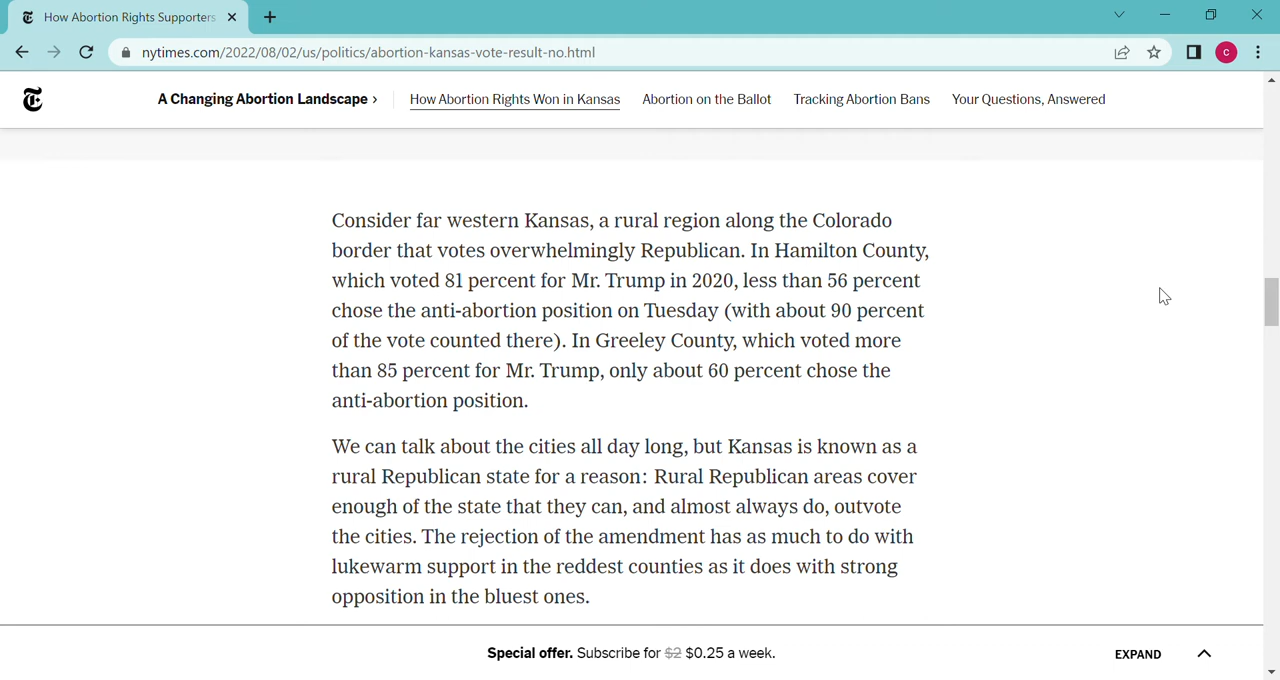 How Abortion Rights Supporters
nytimes.com/2022/08/02/us/politics/abortion-kansas-vote-result-no.html
C
A Changing Abortion Landscape ›
How Abortion Rights Won in Kansas
Abortion on the Ballot
Tracking Abortion Bans
Your Questions, Answered
Consider far western Kansas, a rural region along the Colorado
border that votes overwhelmingly Republican. In Hamilton County,
which voted 81 percent for Mr. Trump in 2020, less than 56 percent
chose the anti-abortion position on Tuesday (with about 90 percent
of the vote counted there). In Greeley County, which voted more
than 85 percent for Mr. Trump, only about 60 percent chose the
anti-abortion position.
We can talk about the cities all day long, but Kansas is known as a
rural Republican state for a reason: Rural Republican areas cover
enough of the state that they can, and almost always do, outvote
the cities. The rejection of the amendment has as much to do with
lukewarm support in the reddest counties as it does with strong
opposition in the bluest ones.
Special offer. Subscribe for $2 $0.25 a week.
EXPAND